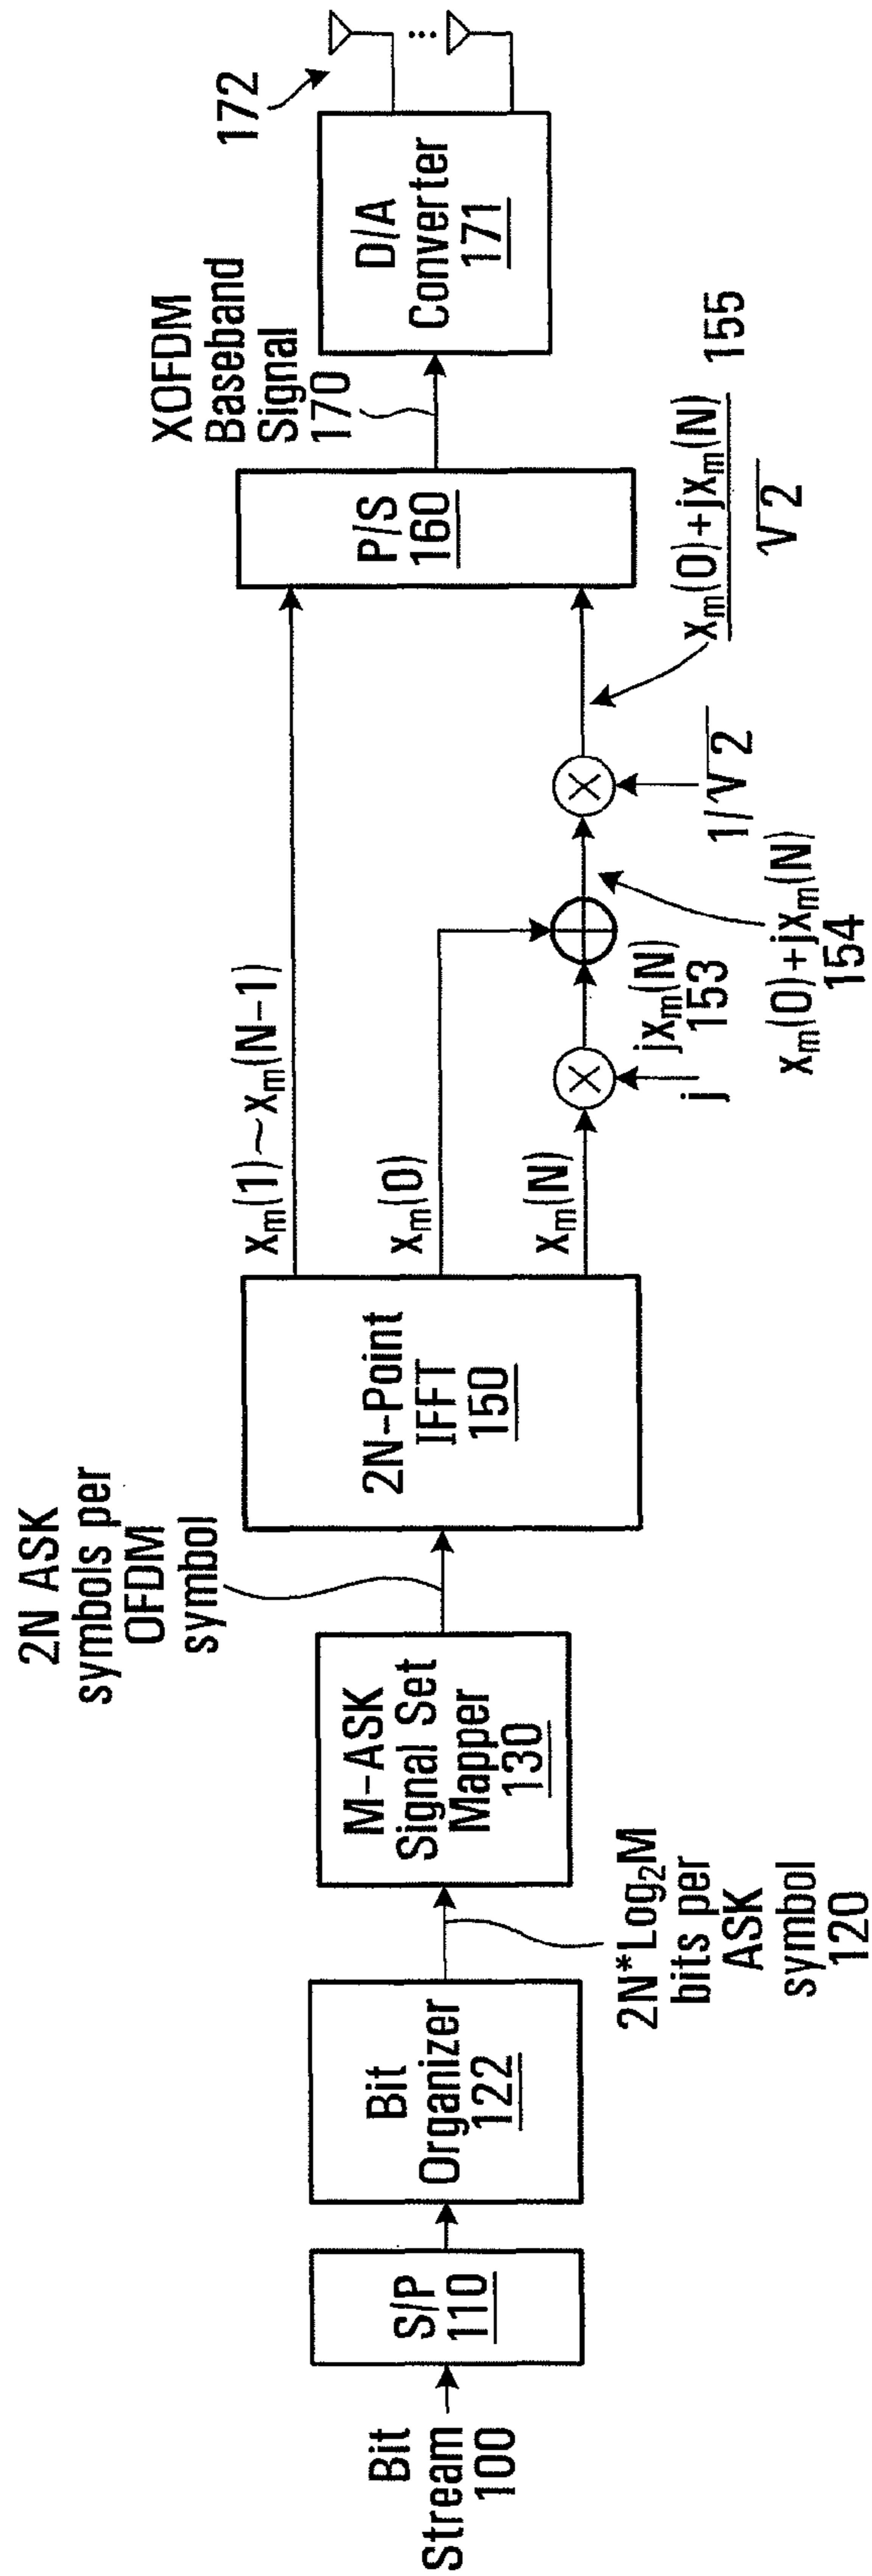 Bit
Stream
100
S/P
110
Bit
Organizer
122
2N*Log₂M
bits per
ASK
symbol
120
M-ASK
Signal Set
Mapper
130
2N ASK
symbols per
OFDM
symbol
2N-Point
IFFT
150
xₘ(1)~xₘ(N-1)
xₘ(0)
xₘ(N)
j
jxₘ(N)
153
xₘ(0)+jxₘ(N)
154
1/√2
xₘ(0)+jxₘ(N)
√2
155
P/S
160
XOFDM
Baseband
Signal
170
D/A
Converter
171
172